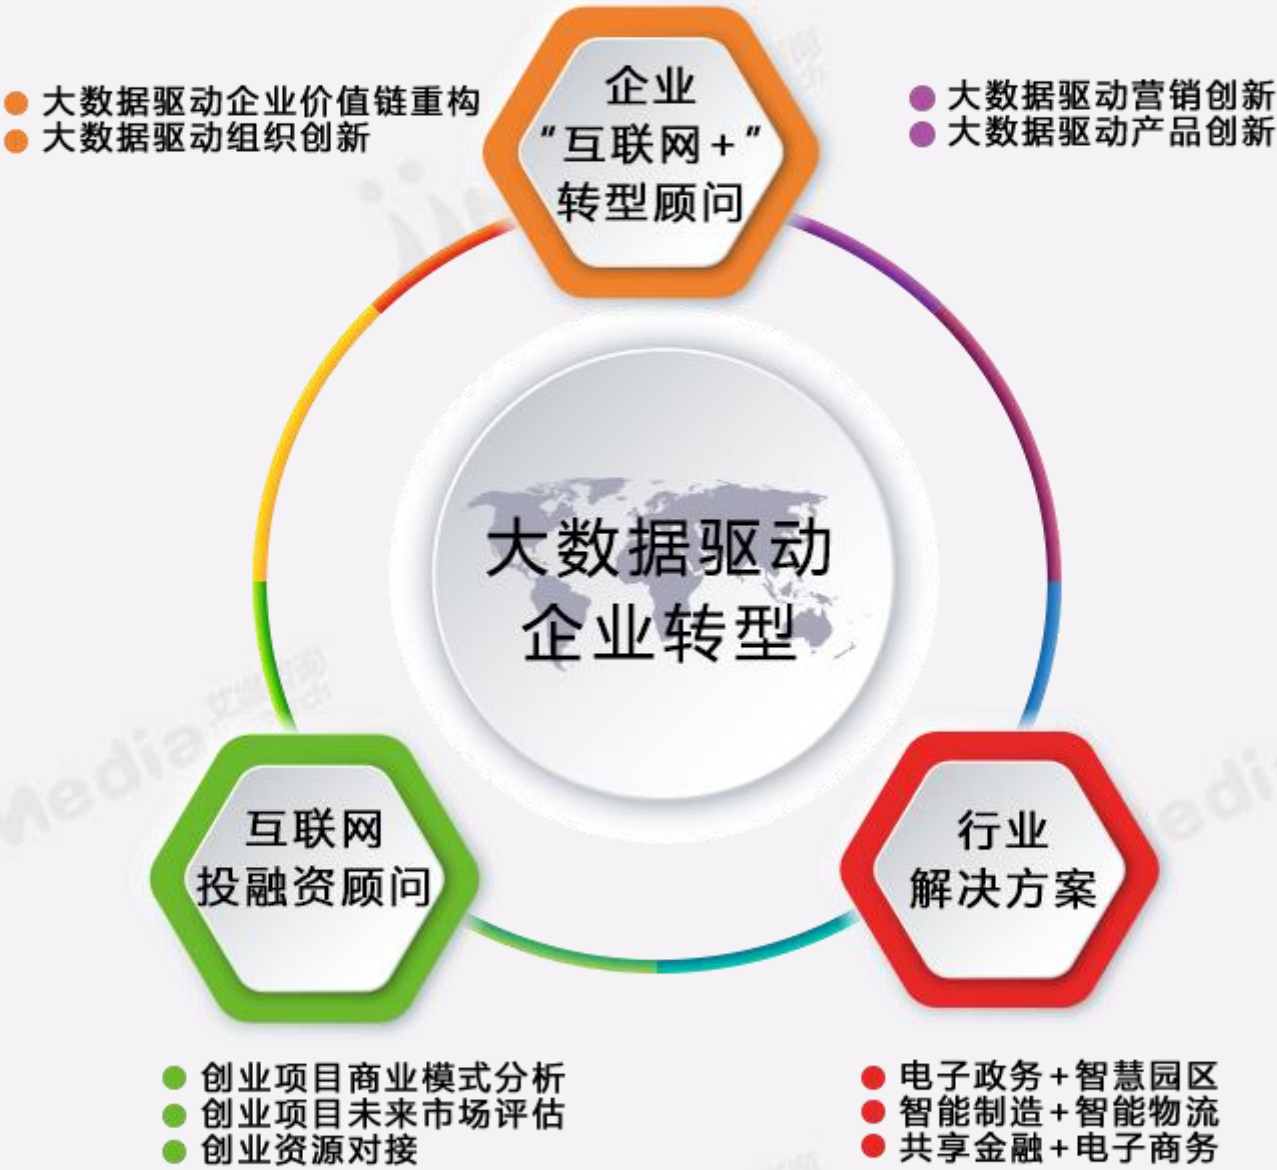 企业
"互联网+"
转型顾问
大数据驱动企业价值链重构
大数据驱动组织创新
大数据驱动营销创新
大数据驱动产品创新
大数据驱动
企业转型
互联网
投融资顾问
行业
解决方案
创业项目商业模式分析
创业项目未来市场评估
创业资源对接
电子政务+智慧园区
智能制造+智能物流
共享金融+电子商务